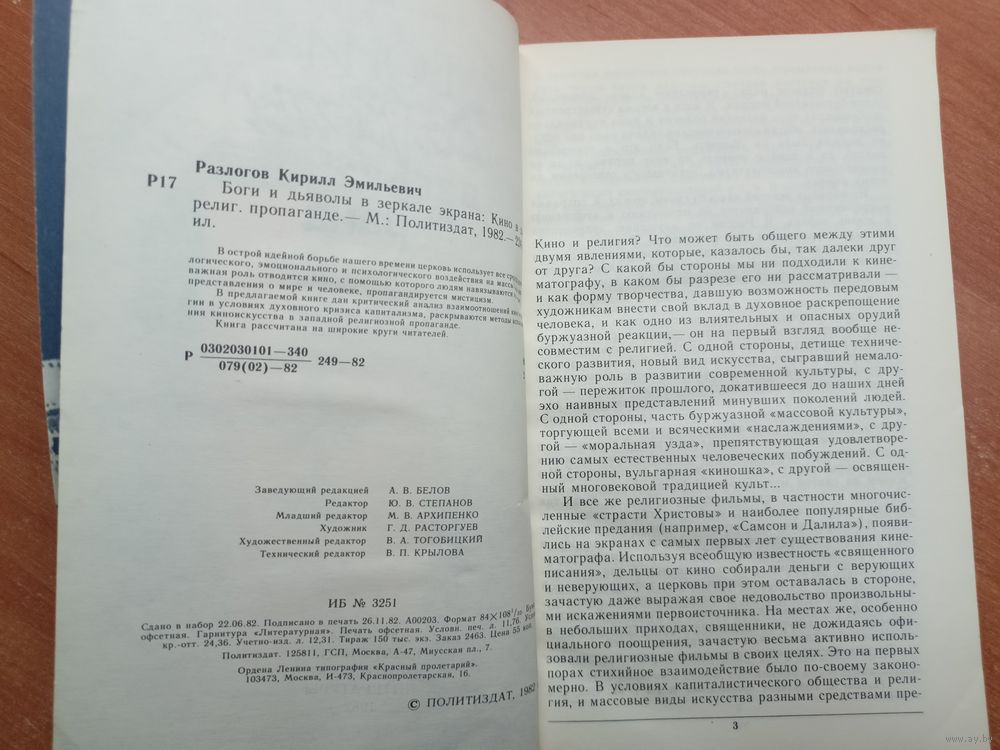 Разлогов Кирилл Эмильевич
Р17
Боги и дьяволы в зеркале экрана: Кино в
религ. пропаганде.— М.: Политиздат, 1982.—
ил.
В острой идейной борьбе нашего времени церковь использует все
логического, эмоционального и психологического воздействия на
важная роль отводится кино, с помощью которого людям навязываются
представления о мире и человеке, пропагандируется мистицизм.
В предлагаемой книге дан критический анализ взаимоотношений
гии в условиях духовного кризиса капитализма, раскрываются методы
ния киноискусства в западной религиозной пропаганде.
Книга рассчитана на широкие круги читателей.
Р 0302030101—340 249—82
079(02)—82
Заведующий редакцией А. В. БЕЛОВ
Редактор Ю. В. СТЕПАНОВ
Младший редактор М. В. АРХИПЕНКО
Художник Г. Д. РАСТОРГУЕВ
Художественный редактор В. А. ТОГОБИЦКИЙ
Технический редактор В. П. КРЫЛОВА
ИБ № 3251
Сдано в набор 22.06.82. Подписано в печать 26.11.82. А00203. Формат 84×108¹/₃₂.
офсетная. Гарнитура «Литературная». Печать офсетная. Условн. печ. л. 11,76.
кр.-отт. 24,36. Учетно-изд. л. 12,31. Тираж 150 тыс. экз. Заказ 2463. Цена 55 коп.
Политиздат. 125811, ГСП, Москва, А-47, Миусская пл., 7.
Ордена Ленина типография «Красный пролетарий».
103473, Москва, И-473, Краснопролетарская, 16.
© ПОЛИТИЗДАТ, 1982
Кино и религия? Что может быть общего между этими
двумя явлениями, которые, казалось бы, так далеки друг
от друга? С какой бы стороны мы ни подходили к кине-
матографу, в каком бы разрезе его ни рассматривали —
и как форму творчества, давшую возможность передовым
художникам внести свой вклад в духовное раскрепощение
человека, и как одно из влиятельных и опасных орудий
буржуазной реакции,— он на первый взгляд вообще не-
совместим с религией. С одной стороны, детище техниче-
ского развития, новый вид искусства, сыгравший немало-
важную роль в развитии современной культуры, с дру-
гой — пережиток прошлого, докатившееся до наших дней
эхо наивных представлений минувших поколений людей.
С одной стороны, часть буржуазной «массовой культуры»,
торгующей всеми и всяческими «наслаждениями», с дру-
гой — «моральная узда», препятствующая удовлетворе-
нию самых естественных человеческих побуждений. С од-
ной стороны, вульгарная «киношка», с другой — освящен-
ный многовековой традицией культ...
И все же религиозные фильмы, в частности многочис-
ленные «страсти Христовы» и наиболее популярные биб-
лейские предания (например, «Самсон и Далила»), появи-
лись на экранах с самых первых лет существования кине-
матографа. Используя всеобщую известность «священного
писания», дельцы от кино собирали деньги с верующих
и неверующих, а церковь при этом оставалась в стороне,
зачастую даже выражая свое недовольство произвольны-
ми искажениями первоисточника. На местах же, особенно
в небольших приходах, священники, не дожидаясь офи-
циального поощрения, зачастую весьма активно исполь-
зовали религиозные фильмы в своих целях. Это на первых
порах стихийное взаимодействие было по-своему законо-
мерно. В условиях капиталистического общества и рели-
гия, и массовые виды искусства разными средствами пре-
3
www.ay.by